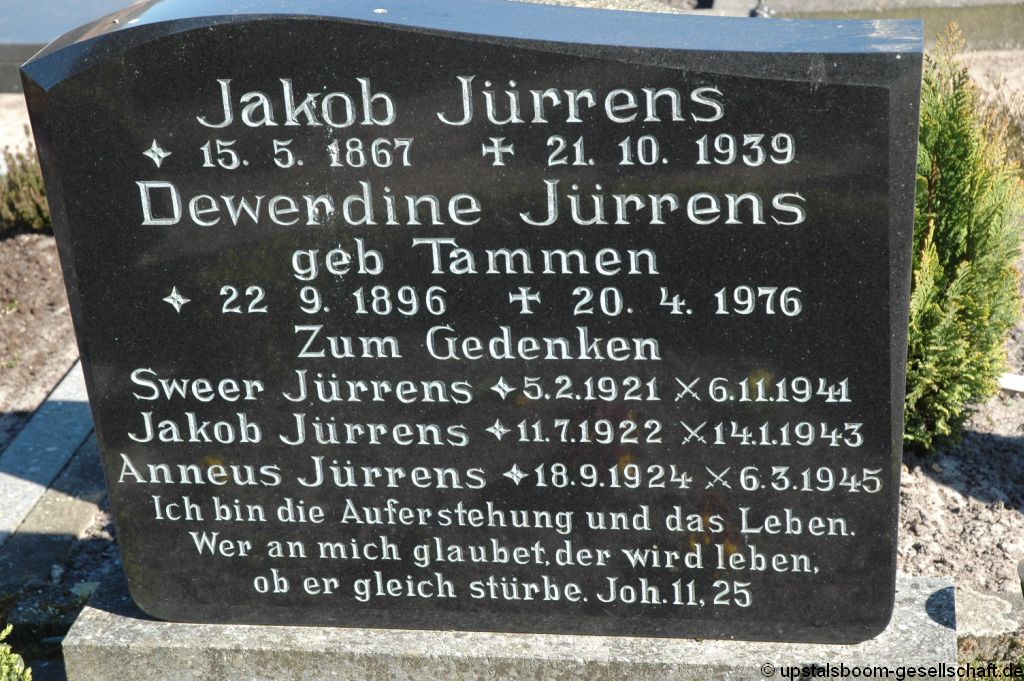 Jakob Jürrens
✧ 15. 5. 1867 ✝ 21. 10. 1939
Dewerdine Jürrens
geb Tammen
✧ 22 9. 1896 ✝ 20. 4. 1976
Zum Gedenken
Sweer Jürrens ✧ 5.2.1921 ⚔ 6.11.1941
Jakob Jürrens ✧ 11.7.1922 ⚔ 14.1.1943
Anneus Jürrens ✧ 18.9.1924 ⚔ 6.3.1945
Ich bin die Auferstehung und das Leben.
Wer an mich glaubet, der wird leben,
ob er gleich stürbe. Joh. 11, 25
© upstalsboom-gesellschaft.de